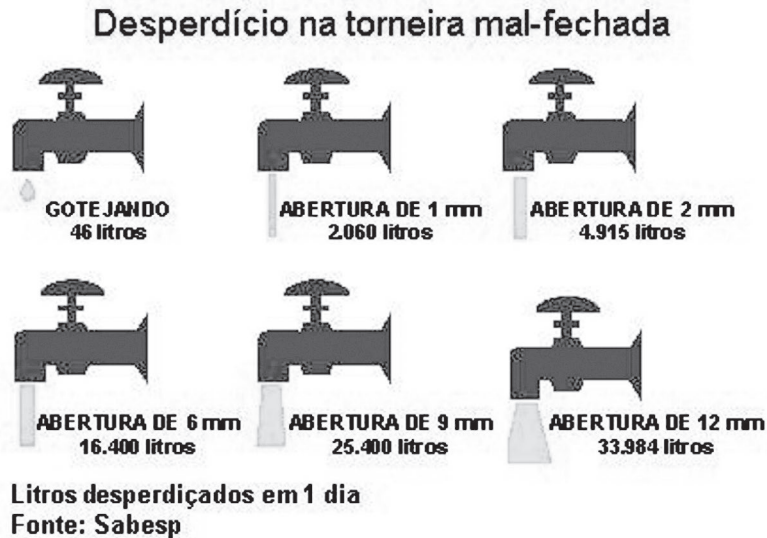 Desperdício na torneira mal-fechada
GOTEJANDO
46 litros
ABERTURA DE 1 mm
2.060 litros
ABERTURA DE 2 mm
4.915 litros
ABERTURA DE 6 mm
16.400 litros
ABERTURA DE 9 mm
25.400 litros
ABERTURA DE 12 mm
33.984 litros
Litros desperdiçados em 1 dia
Fonte: Sabesp